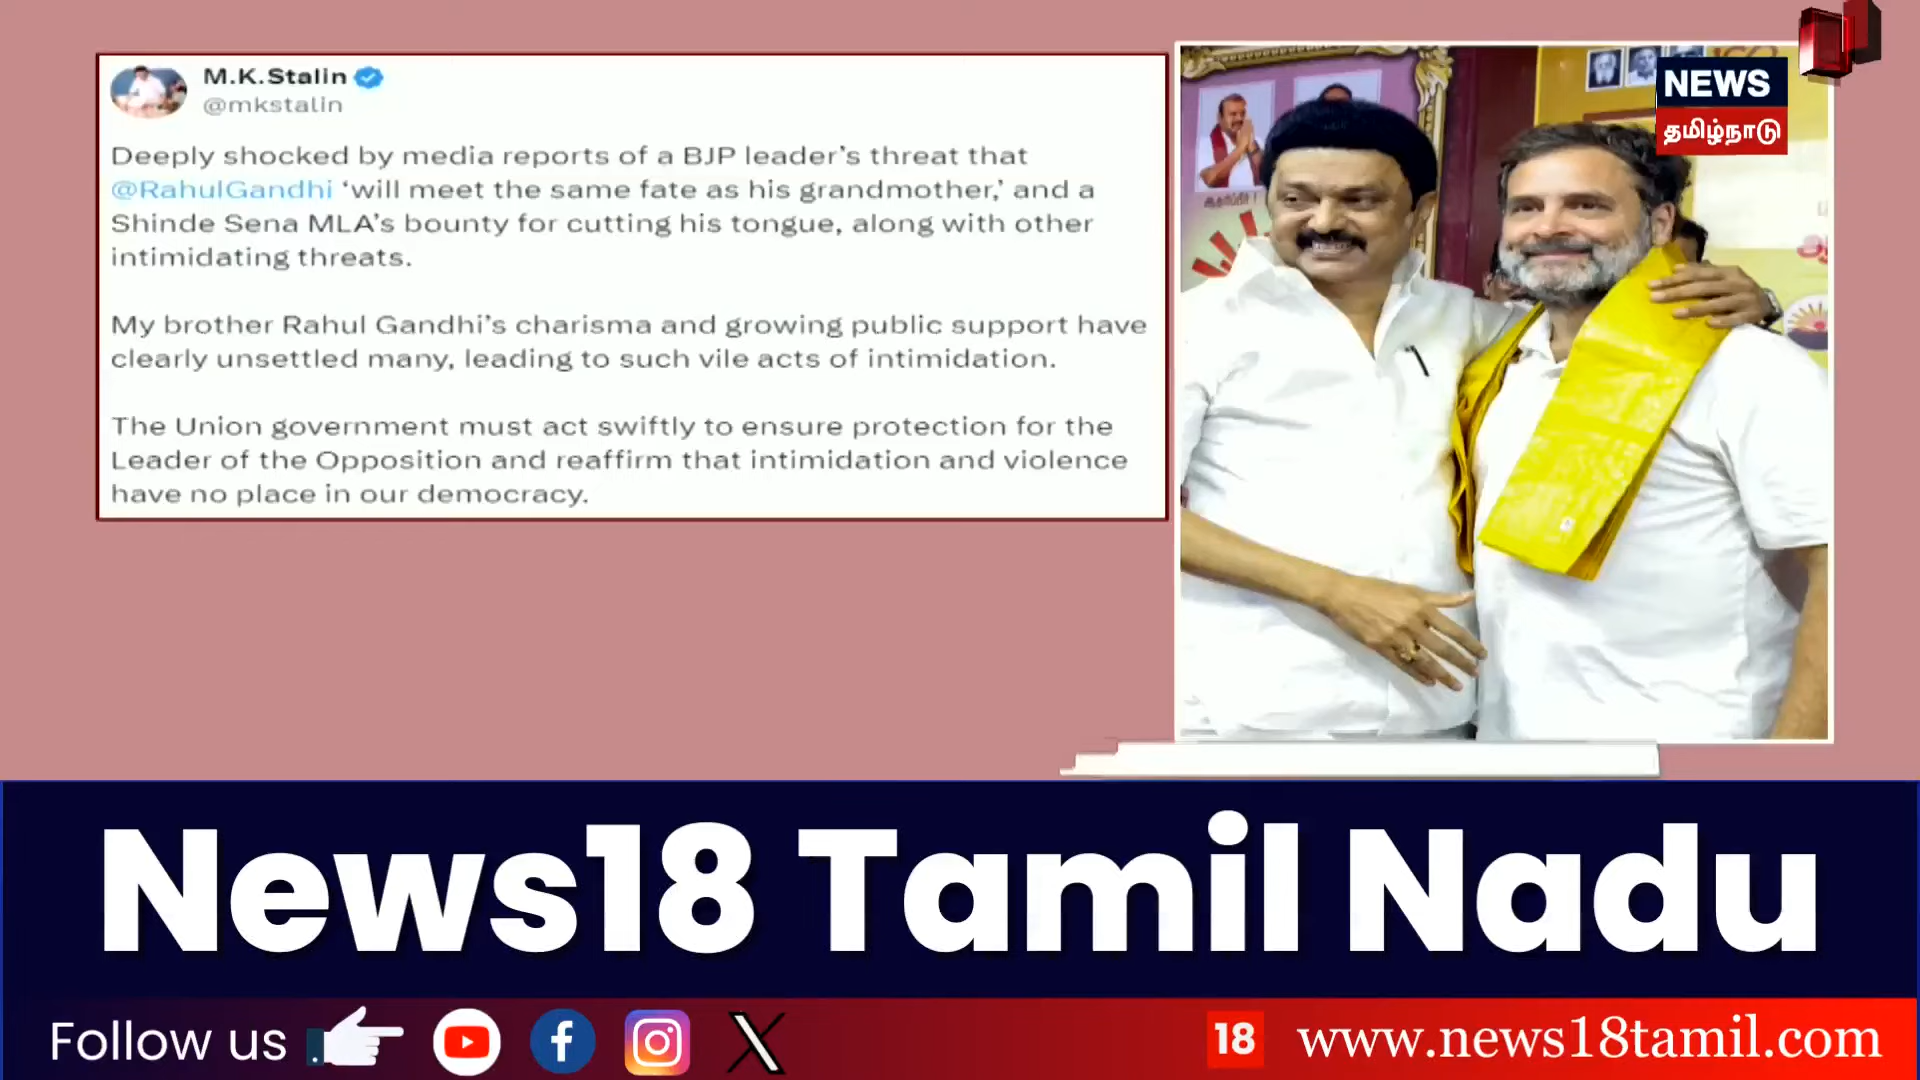 M.K.Stalin
@mkstalin
Deeply shocked by media reports of a BJP leader’s threat that
@RahulGandhi ‘will meet the same fate as his grandmother,’ and a
Shinde Sena MLA’s bounty for cutting his tongue, along with other
intimidating threats.
My brother Rahul Gandhi’s charisma and growing public support have
clearly unsettled many, leading to such vile acts of intimidation.
The Union government must act swiftly to ensure protection for the
Leader of the Opposition and reaffirm that intimidation and violence
have no place in our democracy.
NEWS
தமிழ்நாடு
News18 Tamil Nadu
Follow us
18 www.news18tamil.com